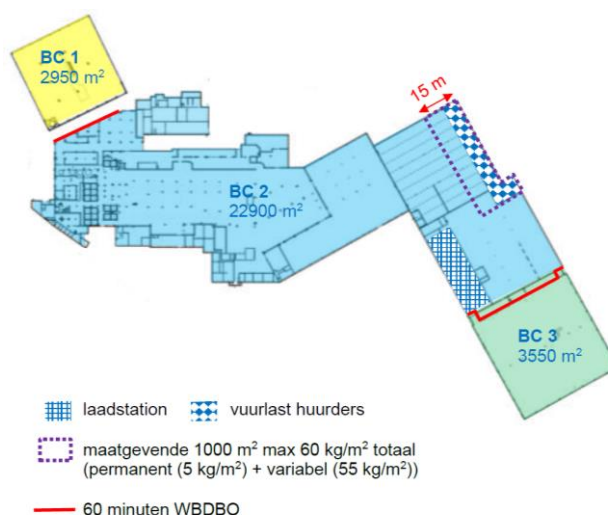 BC 1
2950 m²
15 m
BC 2
22900 m²
BC 3
3550 m²
laadstation
vuurlast huurders
maatgevende 1000 m² max 60 kg/m² totaal
(permanent (5 kg/m²) + variabel (55 kg/m²))
60 minuten WBDBO